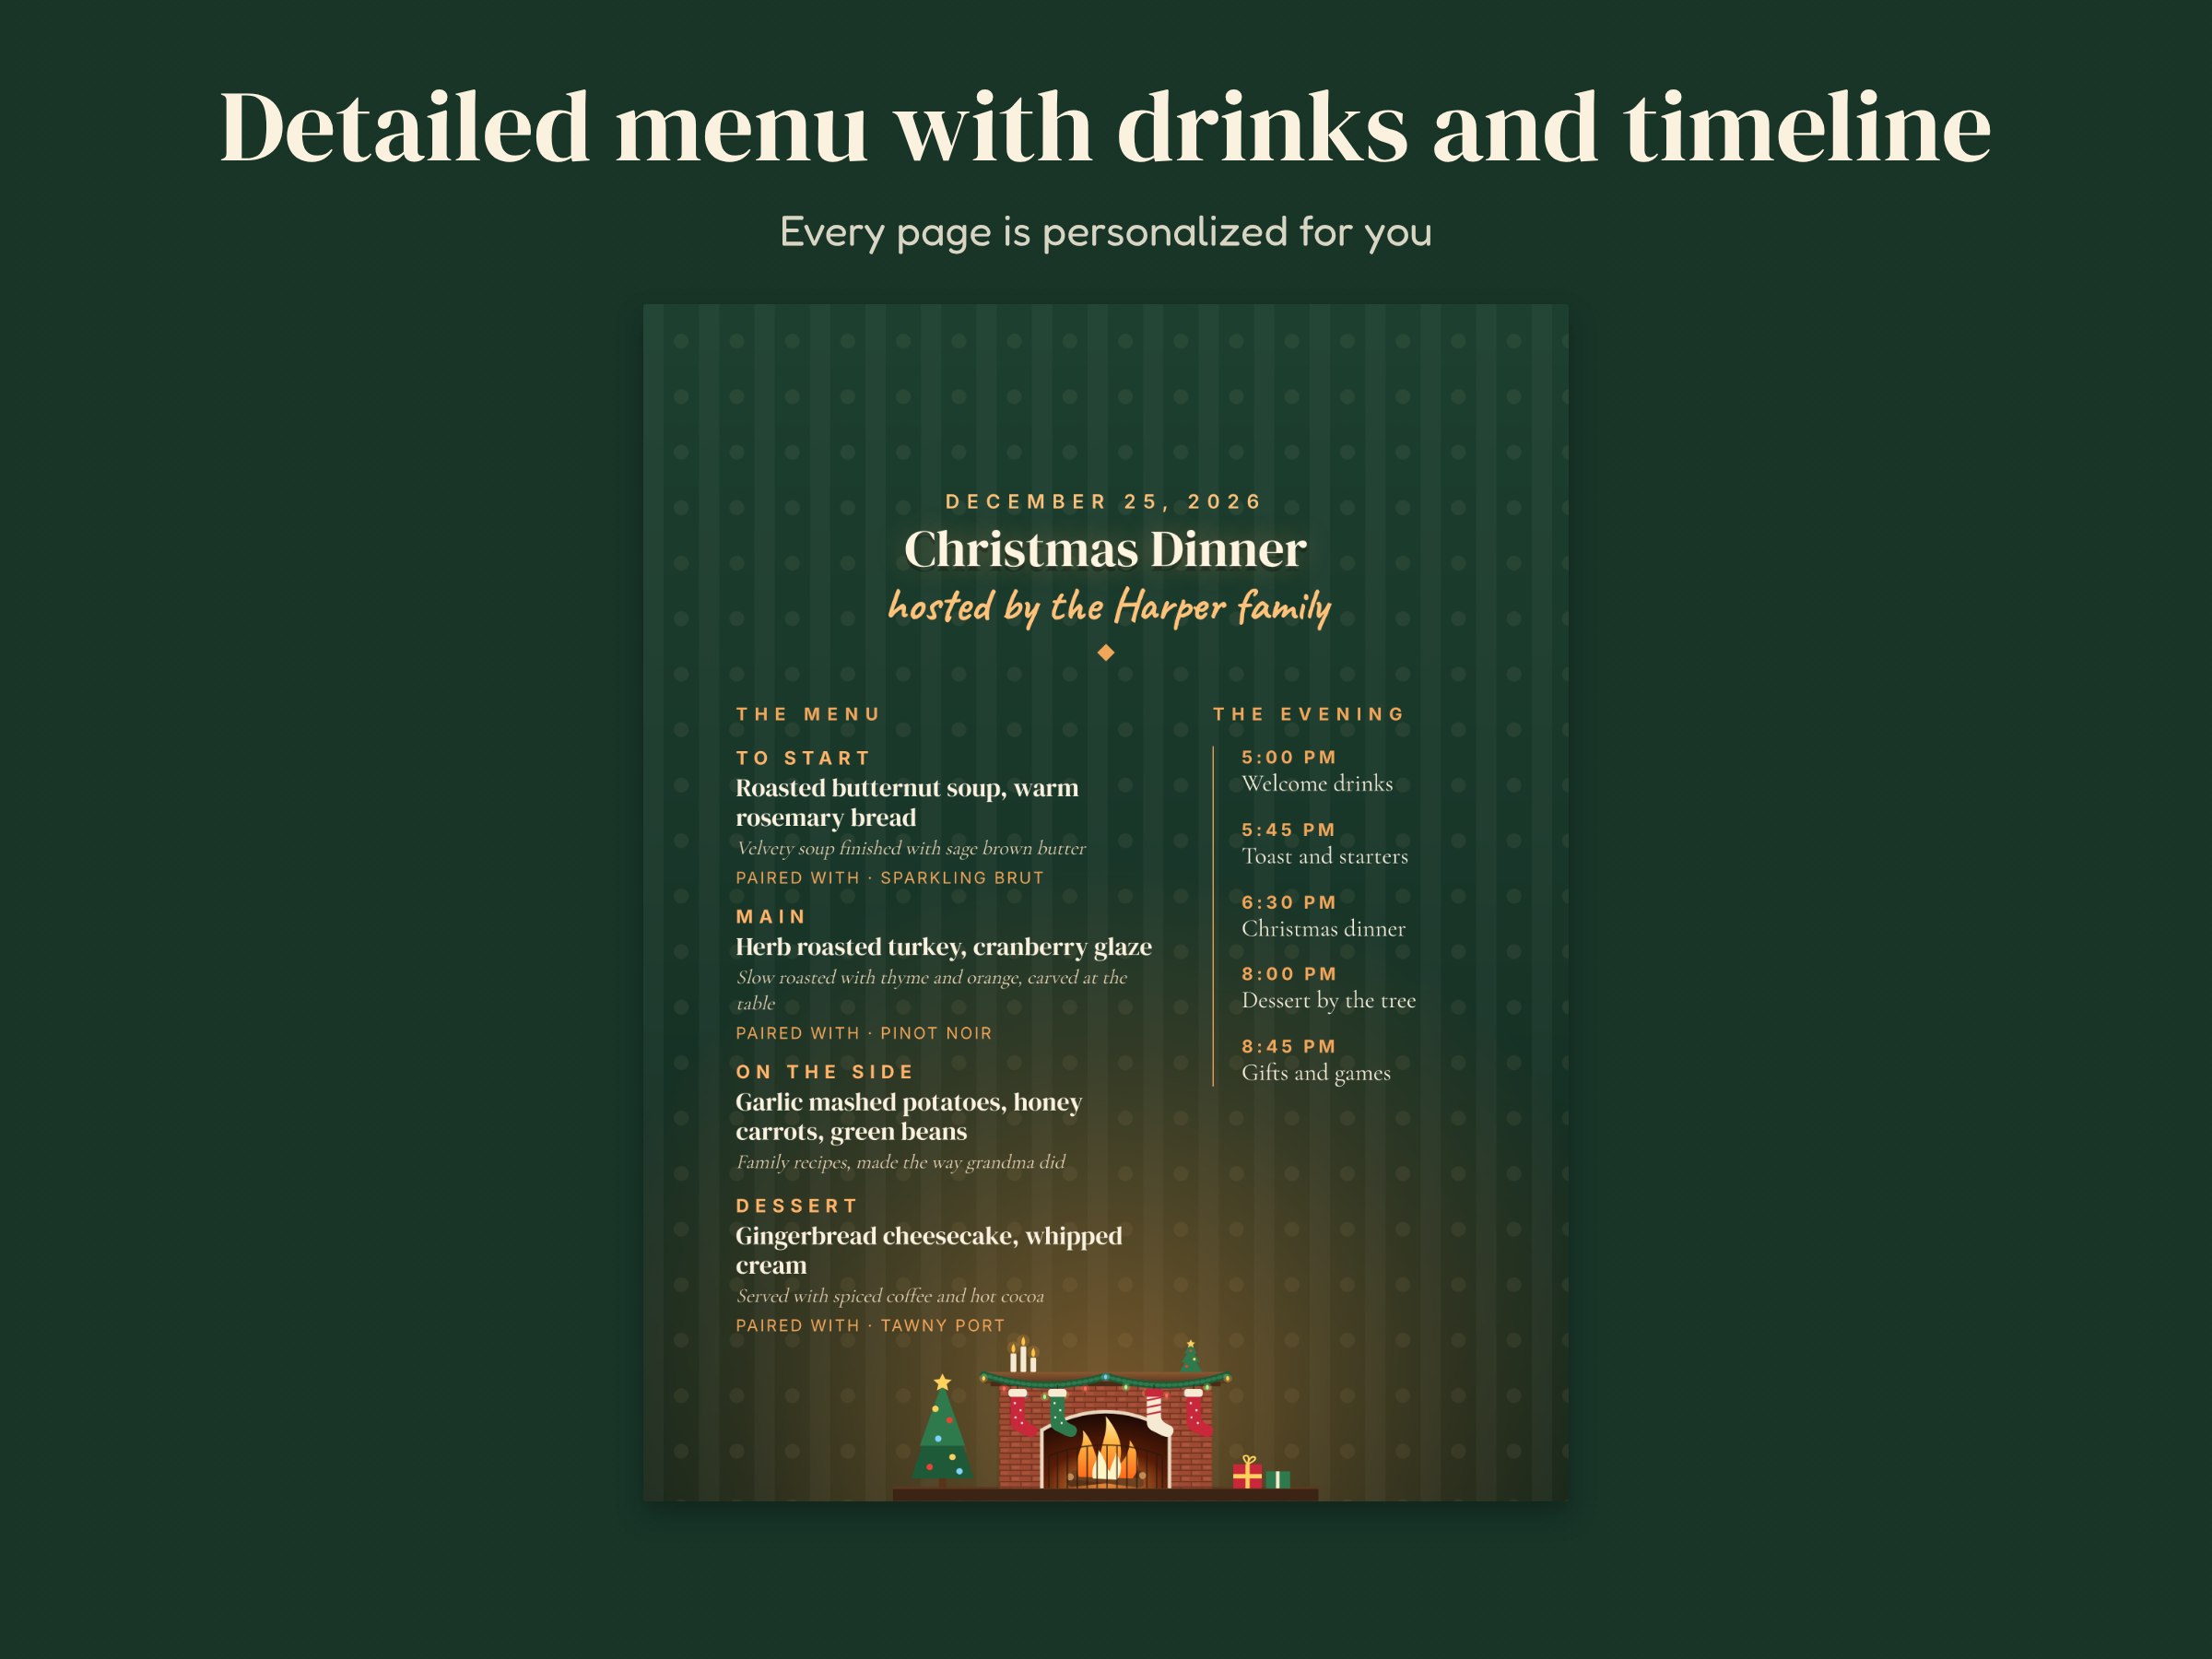 Detailed menu with drinks and timeline
Every page is personalized for you
DECEMBER 25, 2026
Christmas Dinner
hosted by the Harper family
THE MENU
TO START
Roasted butternut soup, warm
rosemary bread
Velvety soup finished with sage brown butter
PAIRED WITH · SPARKLING BRUT
MAIN
Herb roasted turkey, cranberry glaze
Slow roasted with thyme and orange, carved at the
table
PAIRED WITH · PINOT NOIR
ON THE SIDE
Garlic mashed potatoes, honey
carrots, green beans
Family recipes, made the way grandma did
DESSERT
Gingerbread cheesecake, whipped
cream
Served with spiced coffee and hot cocoa
PAIRED WITH · TAWNY PORT
THE EVENING
5:00 PM
Welcome drinks
5:45 PM
Toast and starters
6:30 PM
Christmas dinner
8:00 PM
Dessert by the tree
8:45 PM
Gifts and games